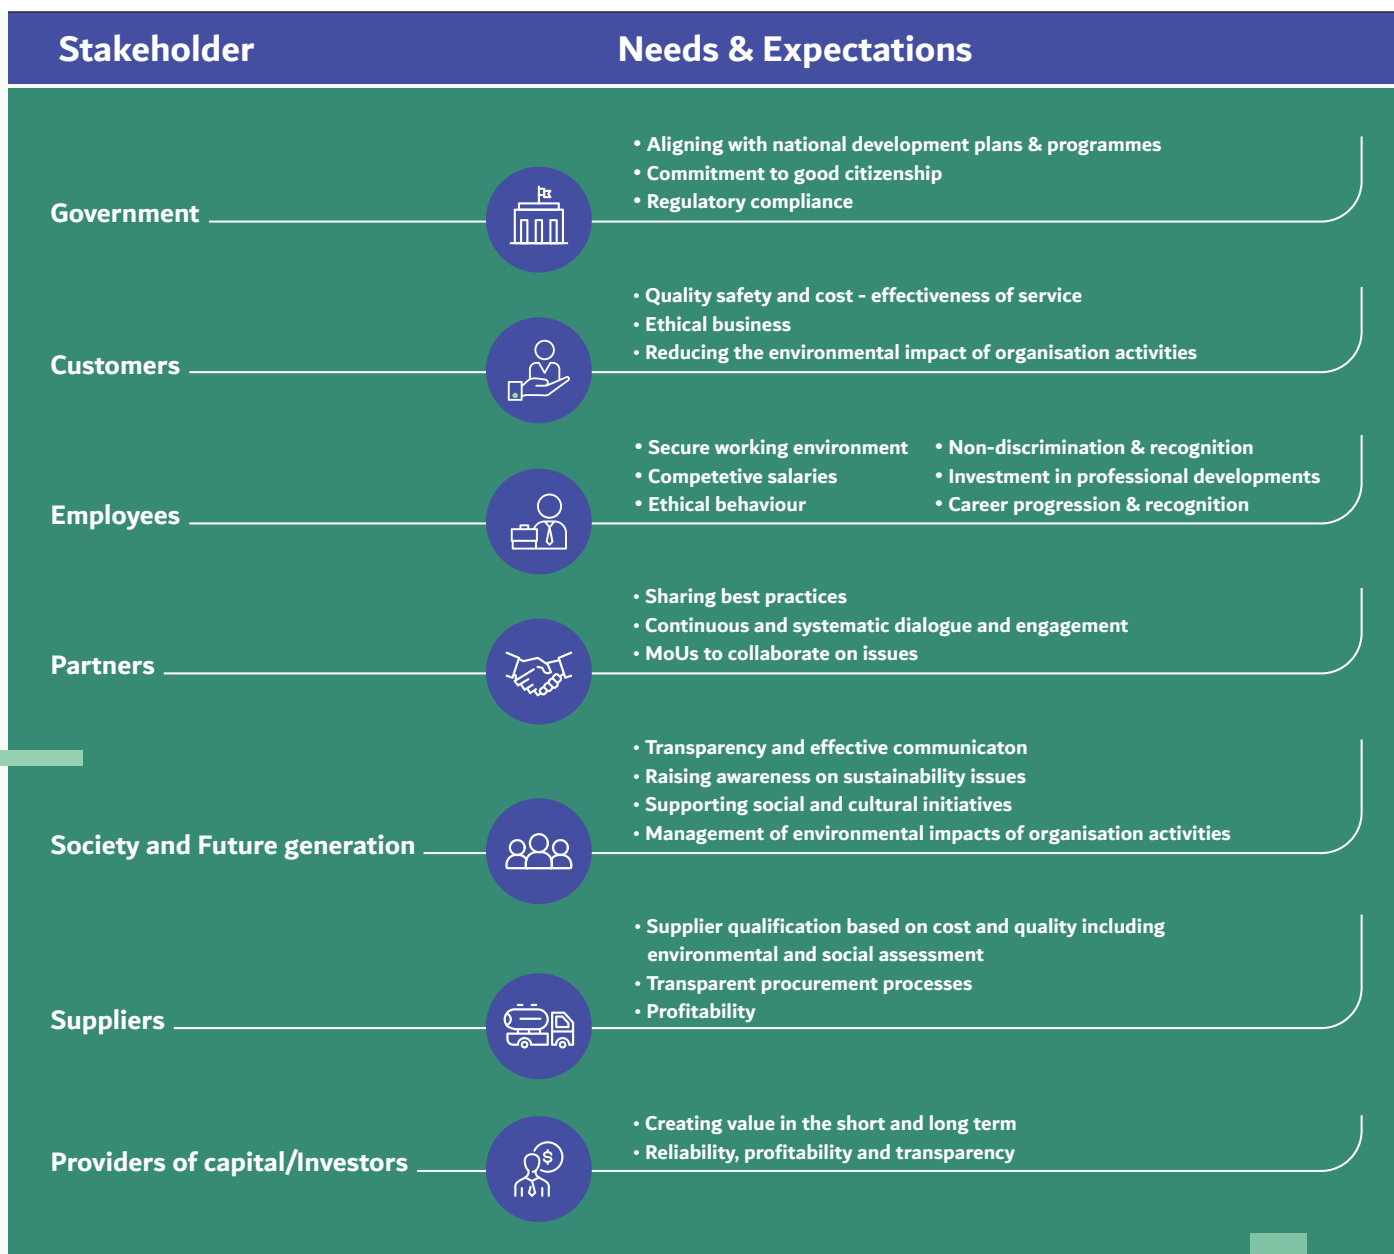 Stakeholder Needs & Expectations
Government
• Aligning with national development plans & programmes
• Commitment to good citizenship
• Regulatory compliance
Customers
• Quality safety and cost - effectiveness of service
• Ethical business
• Reducing the environmental impact of organisation activities
Employees
• Secure working environment
• Competetive salaries
• Ethical behaviour
• Non-discrimination & recognition
• Investment in professional developments
• Career progression & recognition
Partners
• Sharing best practices
• Continuous and systematic dialogue and engagement
• MoUs to collaborate on issues
Society and Future generation
• Transparency and effective communicaton
• Raising awareness on sustainability issues
• Supporting social and cultural initiatives
• Management of environmental impacts of organisation activities
Suppliers
• Supplier qualification based on cost and quality including
environmental and social assessment
• Transparent procurement processes
• Profitability
Providers of capital/Investors
$
• Creating value in the short and long term
• Reliability, profitability and transparency